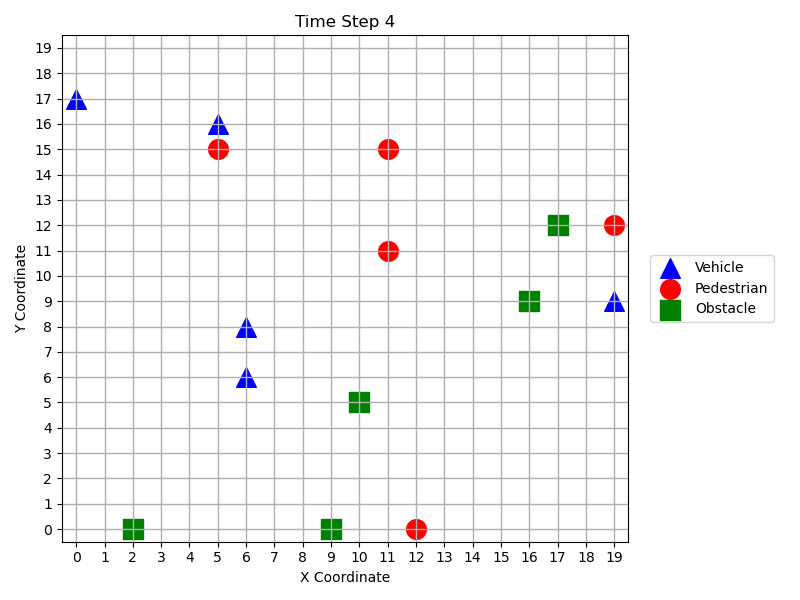 Time Step 4
Y Coordinate
19
18
17
16
15
14
13
12
11
10
9
8
7
6
5
4
3
2
1
0
0 1 2 3 4 5 6 7 8 9 10 11 12 13 14 15 16 17 18 19
X Coordinate
Vehicle
Pedestrian
Obstacle